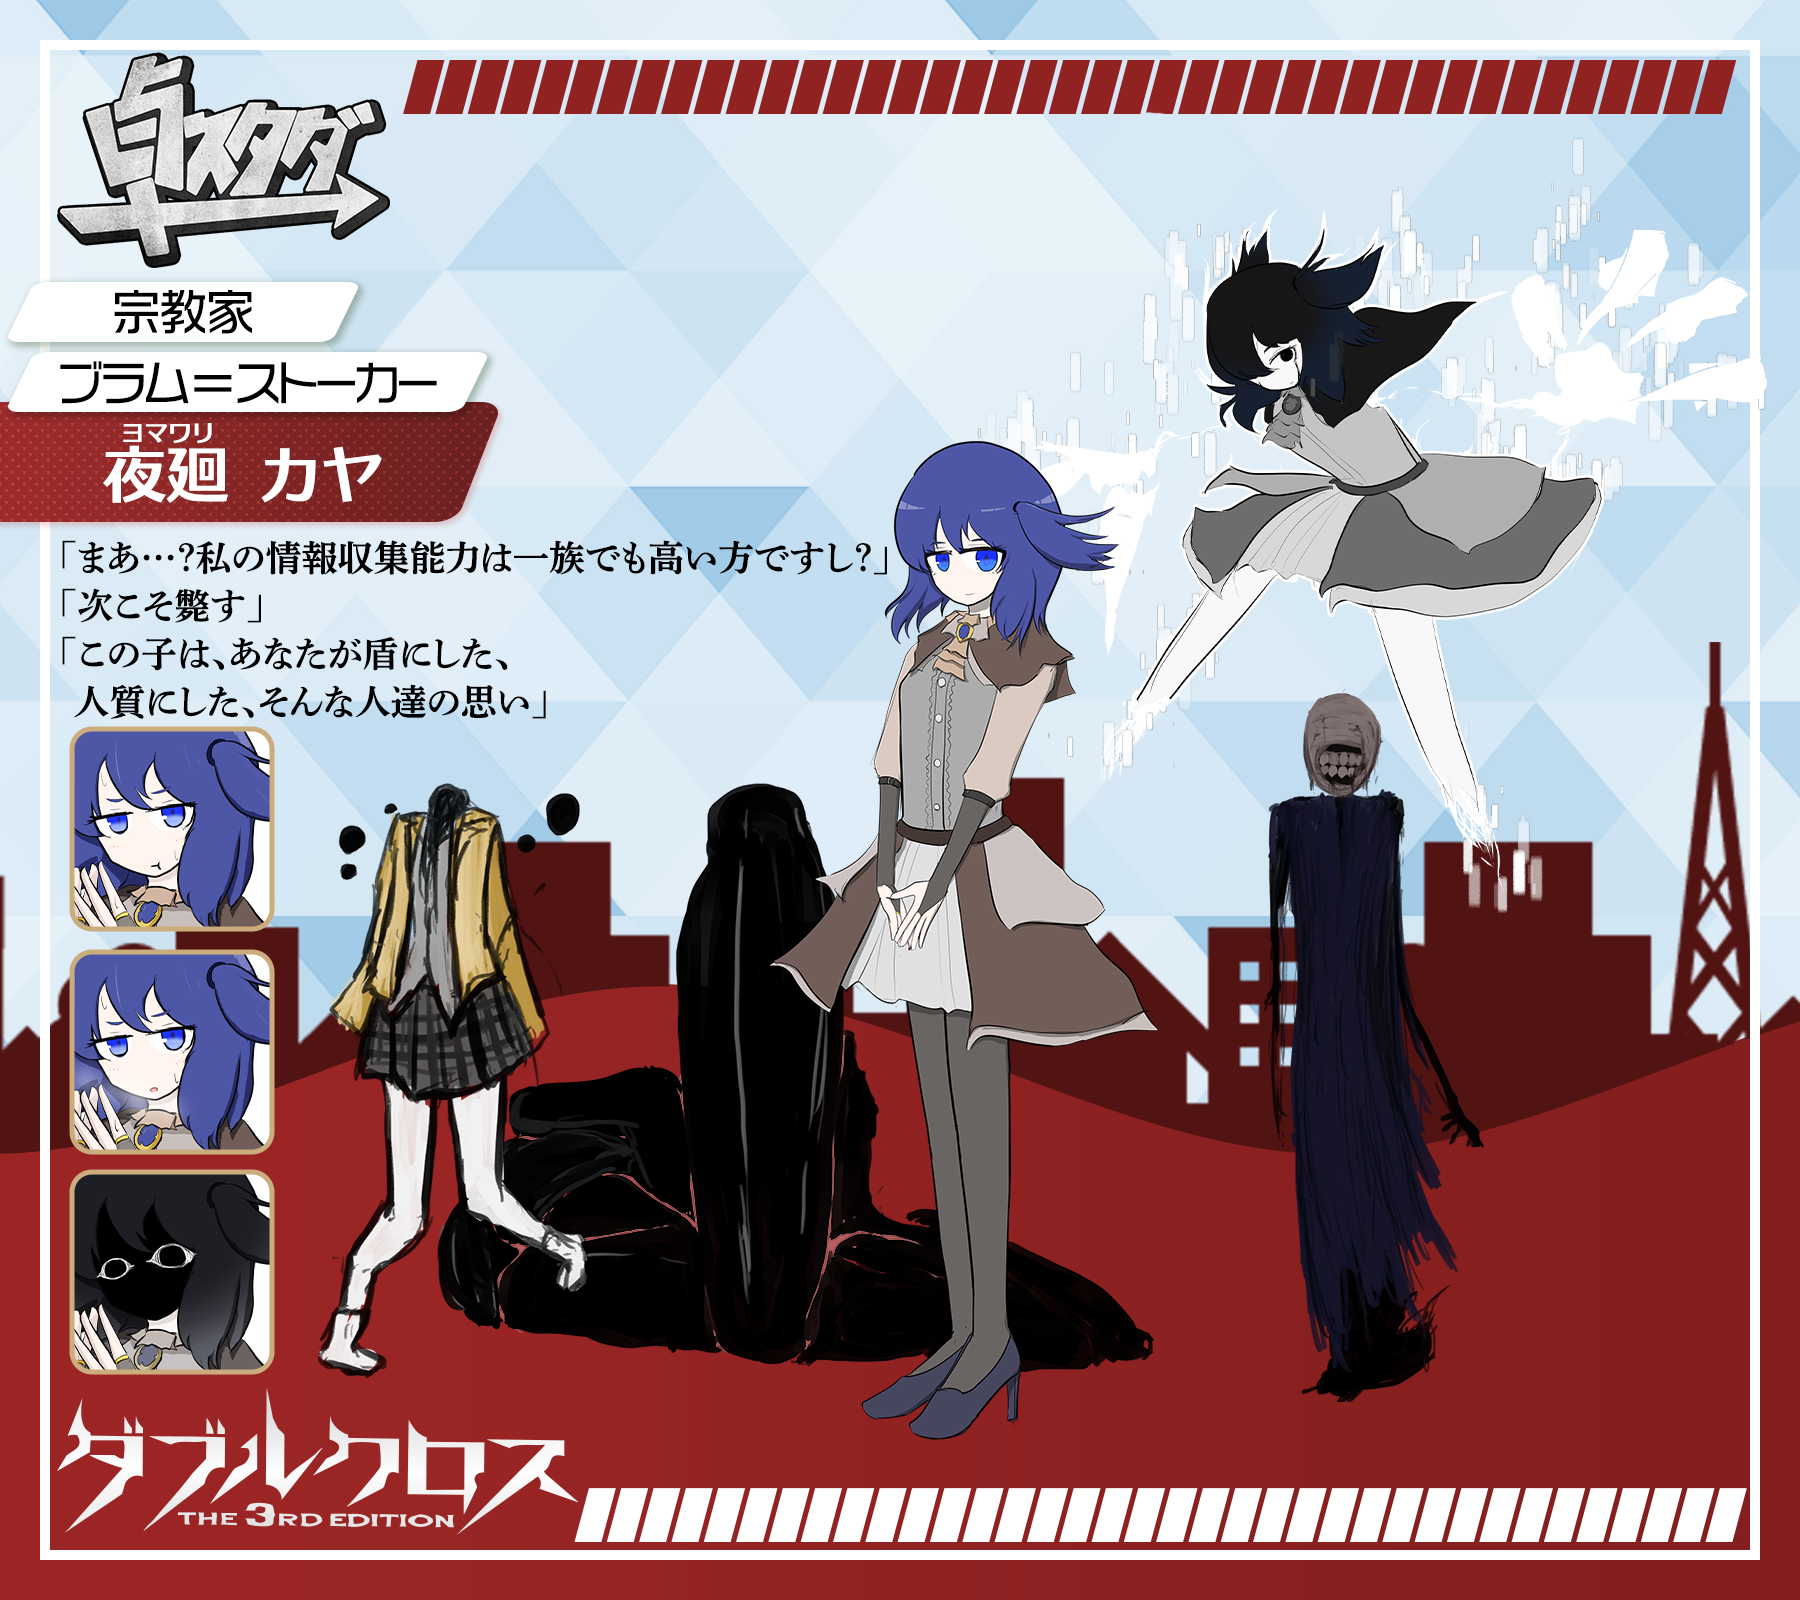 卓スタダ
宗教家
ブラム=ストーカー
ヨマワリ
夜廻 カヤ
「まあ…?私の情報収集能力は一族でも高い方ですし?」
「次こそ斃す」
「この子は、あなたが盾にした、
人質にした、そんな人達の思い」
ダブルクロス
THE 3RD EDITION